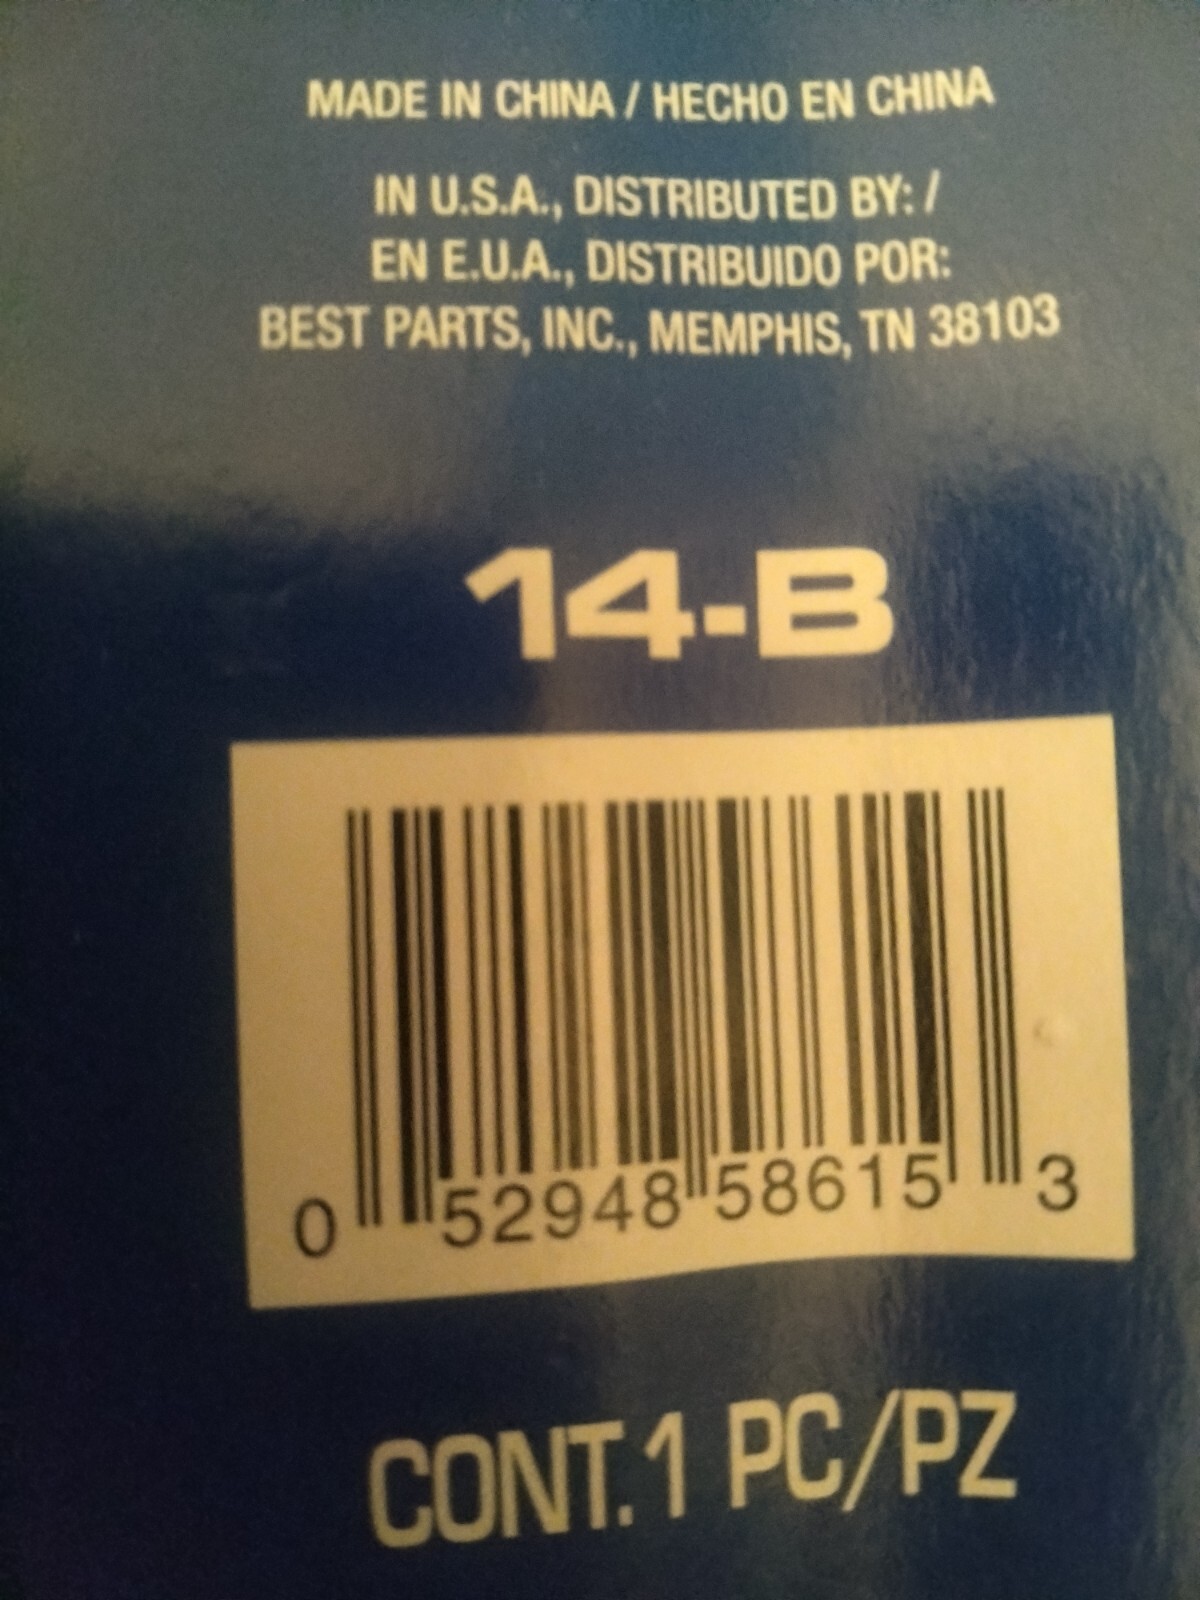 MADE IN CHINA / HECHO EN CHINA
IN U.S.A., DISTRIBUTED BY: /
EN E.U.A., DISTRIBUIDO POR:
BEST PARTS, INC., MEMPHIS, TN 38103
14-B
0 52948 58615 3
CONT. 1 PC/PZ